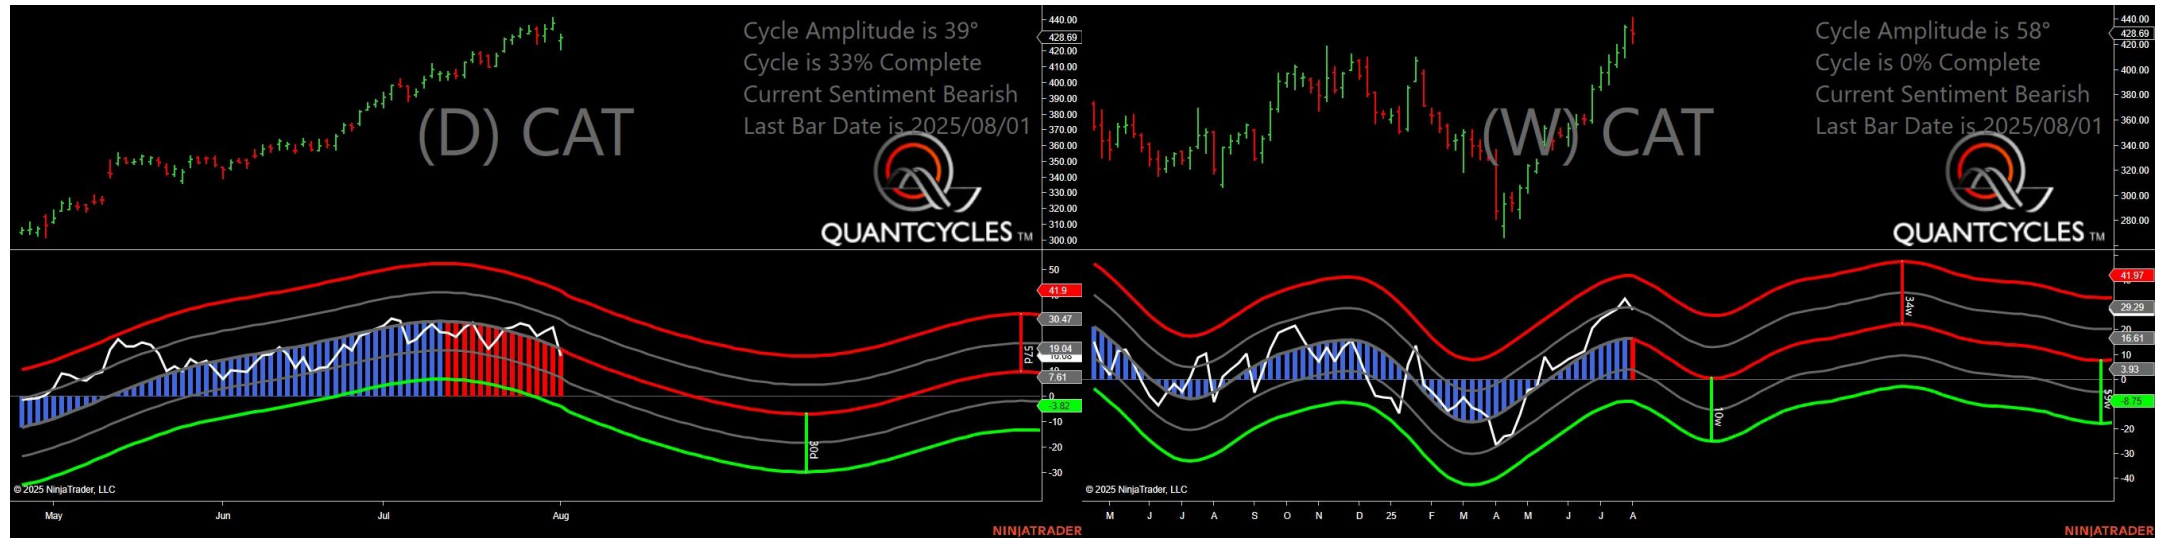 Cycle Amplitude is 39°
Cycle is 33% Complete
Current Sentiment Bearish
Last Bar Date is 2025/08/01
(D) CAT
QUANTCYCLES TM
440.00
428.69
420.00
410.00
400.00
390.00
380.00
370.00
360.00
350.00
340.00
330.00
320.00
310.00
300.00
50
41.9
30.47
19.04
7.61
0
-3.82
-10
-20
-30
57d
30d
© 2025 NinjaTrader, LLC
May Jun Jul Aug
NINJATRADER
Cycle Amplitude is 58°
Cycle is 0% Complete
Current Sentiment Bearish
Last Bar Date is 2025/08/01
(W) CAT
QUANTCYCLES TM
440.00
428.69
420.00
400.00
380.00
360.00
340.00
320.00
300.00
280.00
41.97
29.29
20
16.61
10
3.93
0
-8.75
-20
-30
-40
34w
10w
59w
© 2025 NinjaTrader, LLC
M J J A S O N D 25 F M A M J J A
NINJATRADER